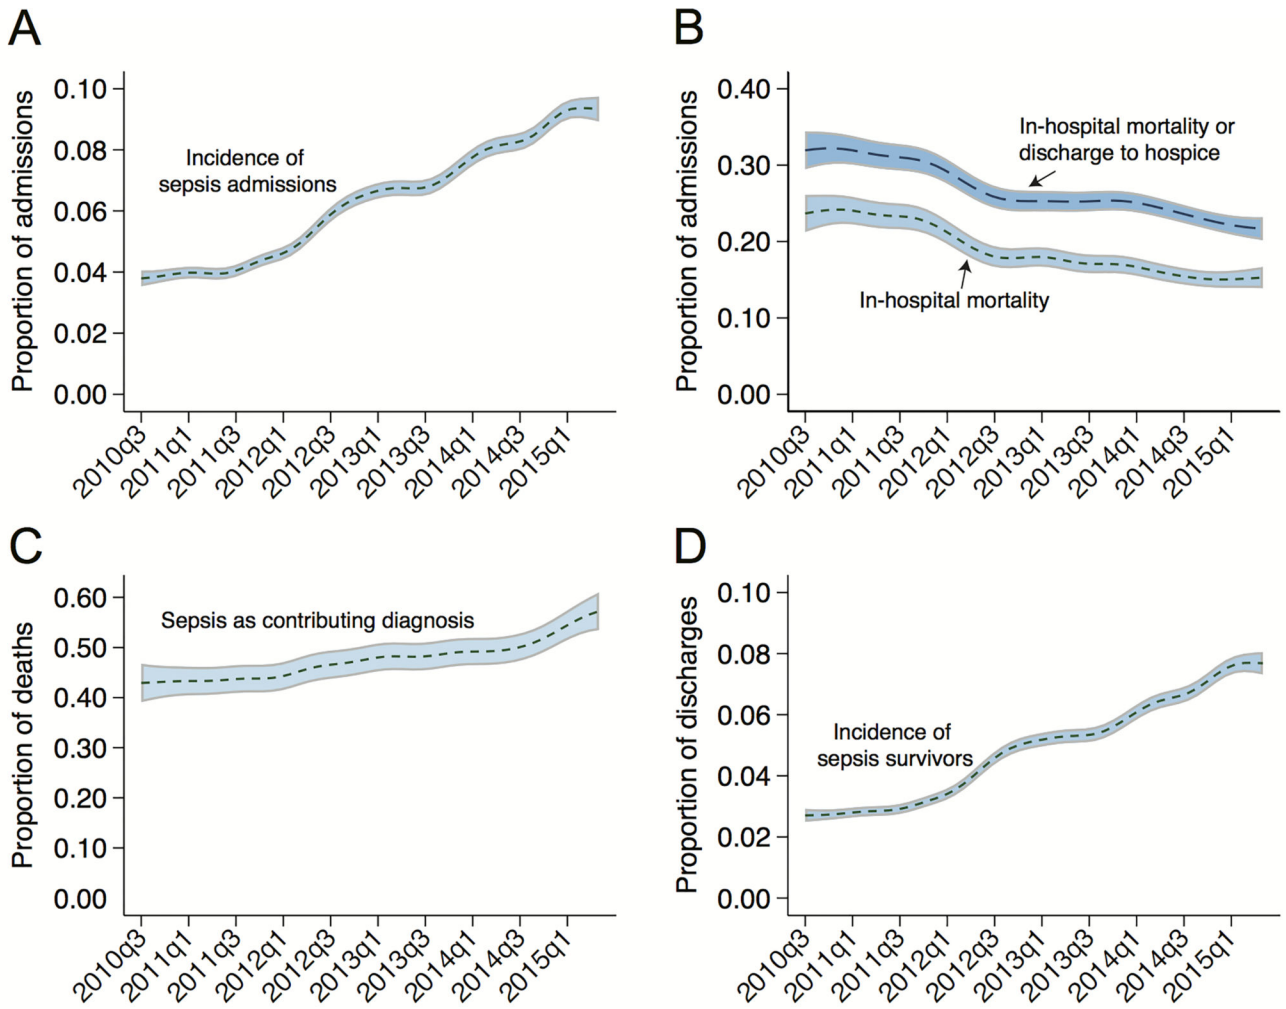 A
Proportion of admissions
0.10
0.08
0.06
0.04
0.02
0.00
Incidence of
sepsis admissions
2010q3
2011q1
2011q3
2012q1
2012q3
2013q1
2013q3
2014q1
2014q3
2015q1
B
Proportion of admissions
0.40
0.30
0.20
0.10
0.00
In-hospital mortality or
discharge to hospice
In-hospital mortality
2010q3
2011q1
2011q3
2012q1
2012q3
2013q1
2013q3
2014q1
2014q3
2015q1
C
Proportion of deaths
0.60
0.50
0.40
0.30
0.20
0.10
0.00
Sepsis as contributing diagnosis
2010q3
2011q1
2011q3
2012q1
2012q3
2013q1
2013q3
2014q1
2014q3
2015q1
D
Proportion of discharges
0.10
0.08
0.06
0.04
0.02
0.00
Incidence of
sepsis survivors
2010q3
2011q1
2011q3
2012q1
2012q3
2013q1
2013q3
2014q1
2014q3
2015q1